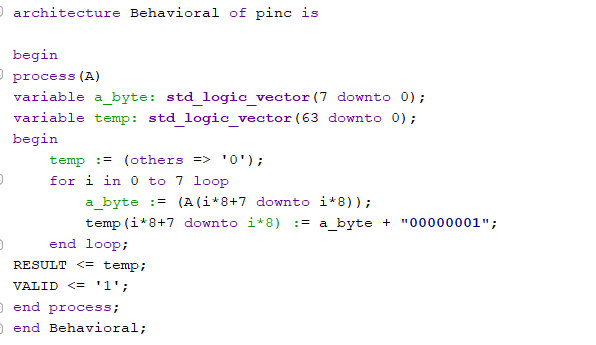 architecture Behavioral of pinc is
begin
process(A)
variable a_byte: std_logic_vector(7 downto 0);
variable temp: std_logic_vector(63 downto 0);
begin
temp := (others => '0');
for i in 0 to 7 loop
a_byte := (A(i*8+7 downto i*8));
temp(i*8+7 downto i*8) := a_byte + "00000001";
end loop;
RESULT <= temp;
VALID <= '1';
end process;
end Behavioral;